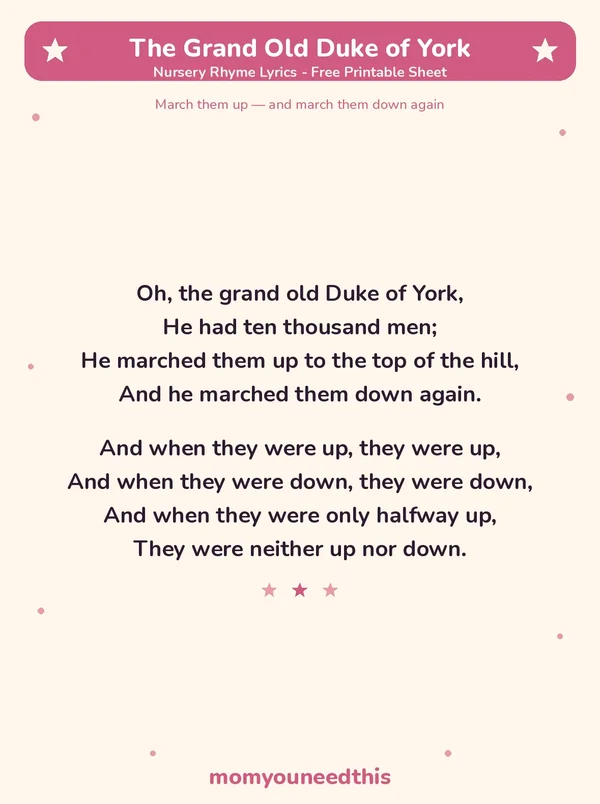 The Grand Old Duke of York
Nursery Rhyme Lyrics - Free Printable Sheet
March them up — and march them down again
Oh, the grand old Duke of York,
He had ten thousand men;
He marched them up to the top of the hill,
And he marched them down again.
And when they were up, they were up,
And when they were down, they were down,
And when they were only halfway up,
They were neither up nor down.
momyouneedthis